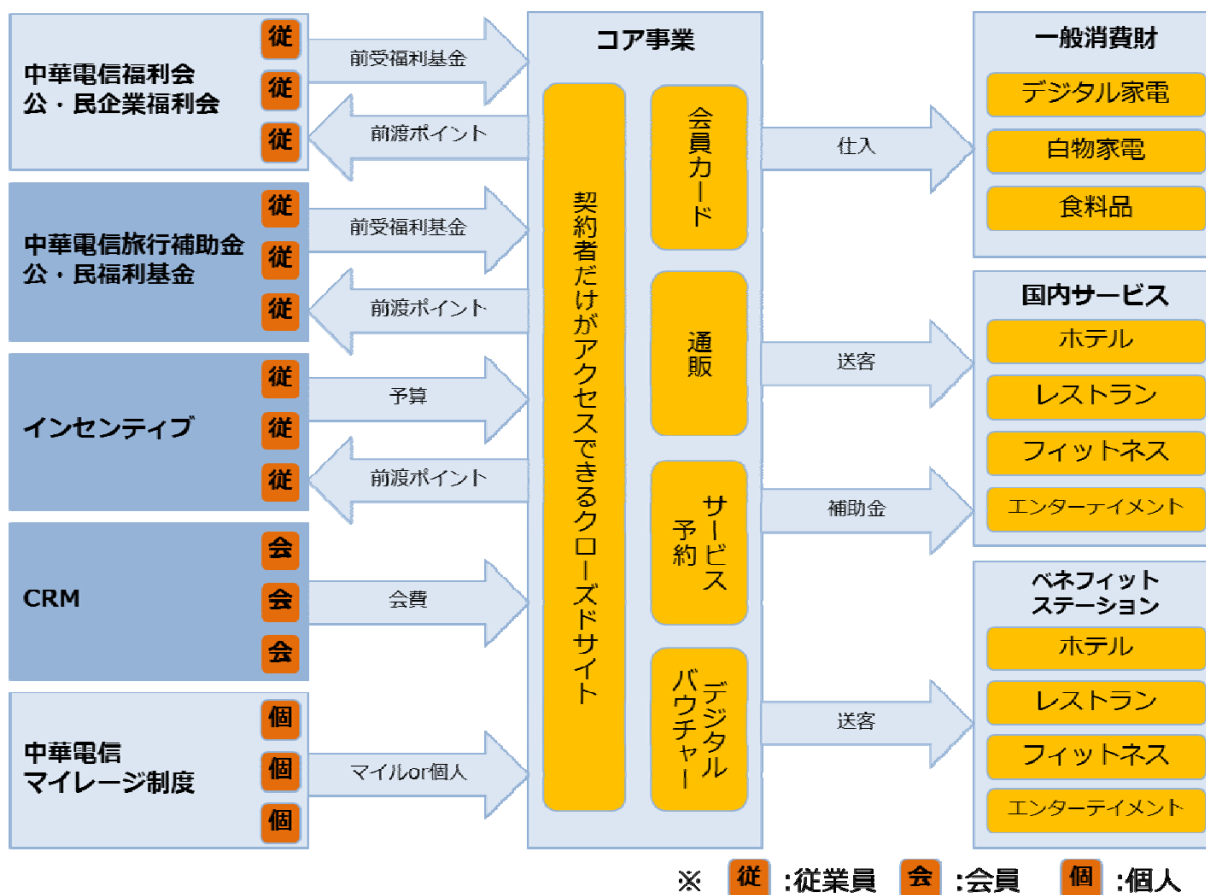 中華電信福利会
公・民企業福利会
従
従
従
前受福利基金
前渡ポイント
中華電信旅行補助金
公・民福利基金
従
従
従
前受福利基金
前渡ポイント
インセンティブ
従
従
従
予算
前渡ポイント
CRM
会
会
会
会費
中華電信
マイレージ制度
個
個
個
マイルor個人
コア事業
契約者だけがアクセスできるクローズドサイト
会員カード
通販
サービス
予約
デジタル
バウチャー
仕入
送客
補助金
送客
一般消費財
デジタル家電
白物家電
食料品
国内サービス
ホテル
レストラン
フィットネス
エンターテイメント
ベネフィット
ステーション
ホテル
レストラン
フィットネス
エンターテイメント
※ 従 :従業員 会 :会員 個 :個人